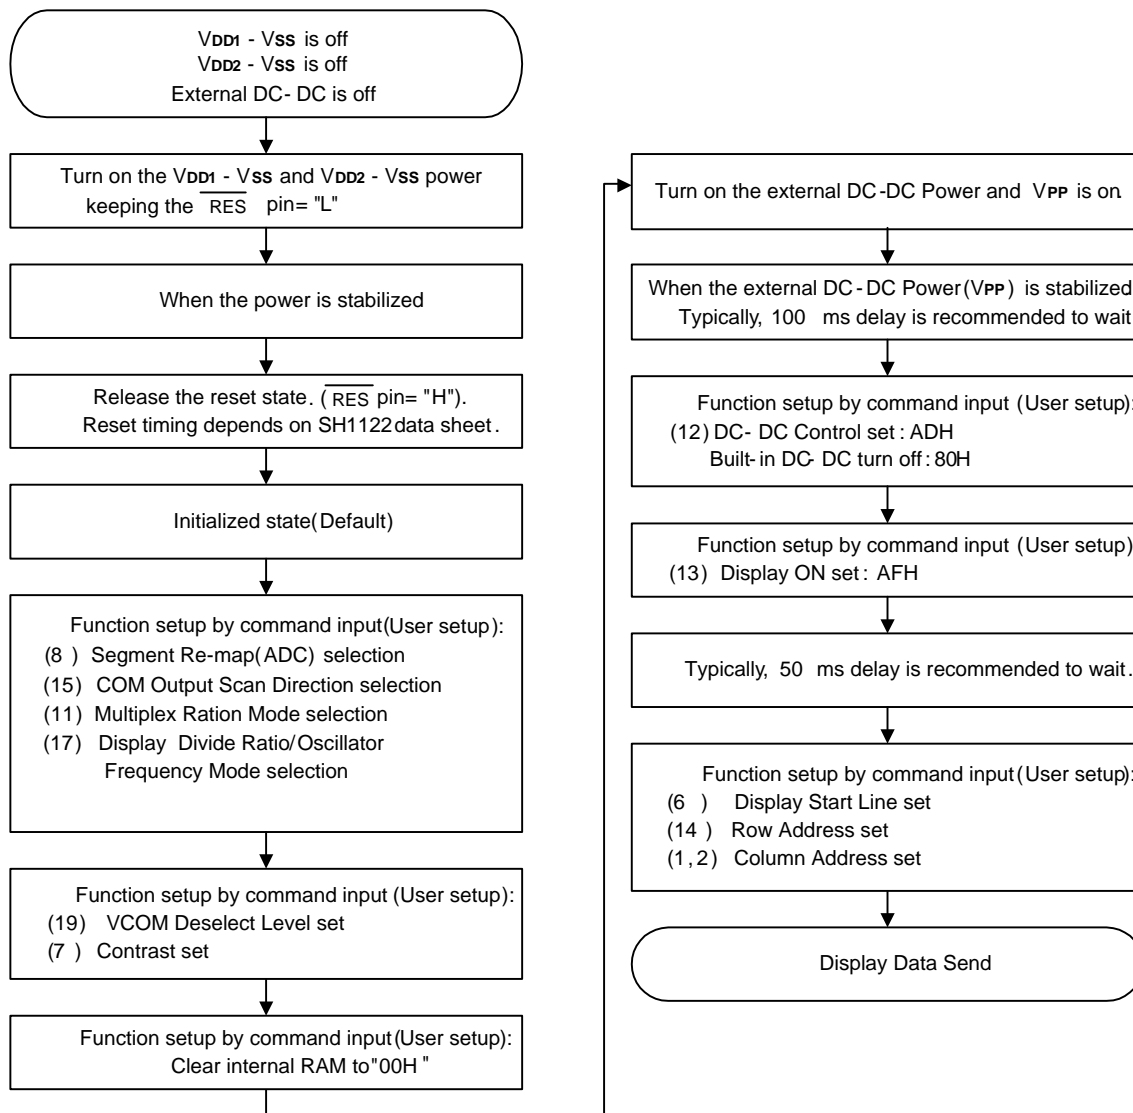 VDD1 - VSS is off
VDD2 - VSS is off
External DC- DC is off
Turn on the VDD1 - VSS and VDD2 - VSS power
keeping the RES pin= "L"
When the power is stabilized
Release the reset state. (RES pin= "H").
Reset timing depends on SH1122 data sheet.
Initialized state(Default)
Function setup by command input(User setup):
(8 ) Segment Re-map(ADC) selection
(15) COM Output Scan Direction selection
(11) Multiplex Ration Mode selection
(17) Display Divide Ratio/Oscillator
Frequency Mode selection
Function setup by command input (User setup):
(19) VCOM Deselect Level set
(7 ) Contrast set
Function setup by command input(User setup):
Clear internal RAM to"00H "
Turn on the external DC-DC Power and VPP is on.
When the external DC-DC Power(VPP) is stabilized
Typically, 100 ms delay is recommended to wait
Function setup by command input (User setup):
(12) DC- DC Control set : ADH
Built-in DC- DC turn off : 80H
Function setup by command input (User setup)
(13) Display ON set : AFH
Typically, 50 ms delay is recommended to wait.
Function setup by command input(User setup):
(6 ) Display Start Line set
(14 ) Row Address set
(1,2) Column Address set
Display Data Send